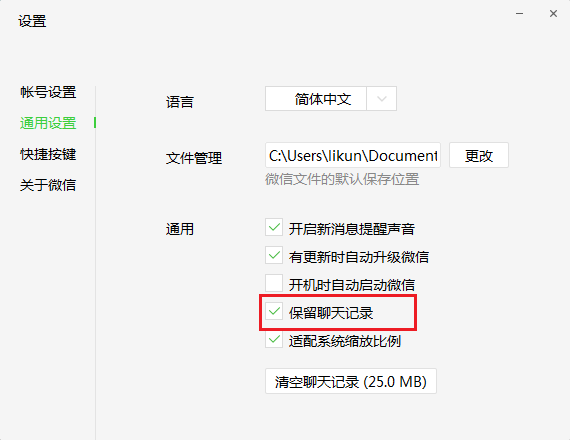 设置
帐号设置
通用设置
快捷按键
关于微信
语言
简体中文
文件管理
C:\Users\likun\Document
更改
微信文件的默认保存位置
通用
开启新消息提醒声音
有更新时自动升级微信
开机时自动启动微信
保留聊天记录
适配系统缩放比例
清空聊天记录 (25.0 MB)